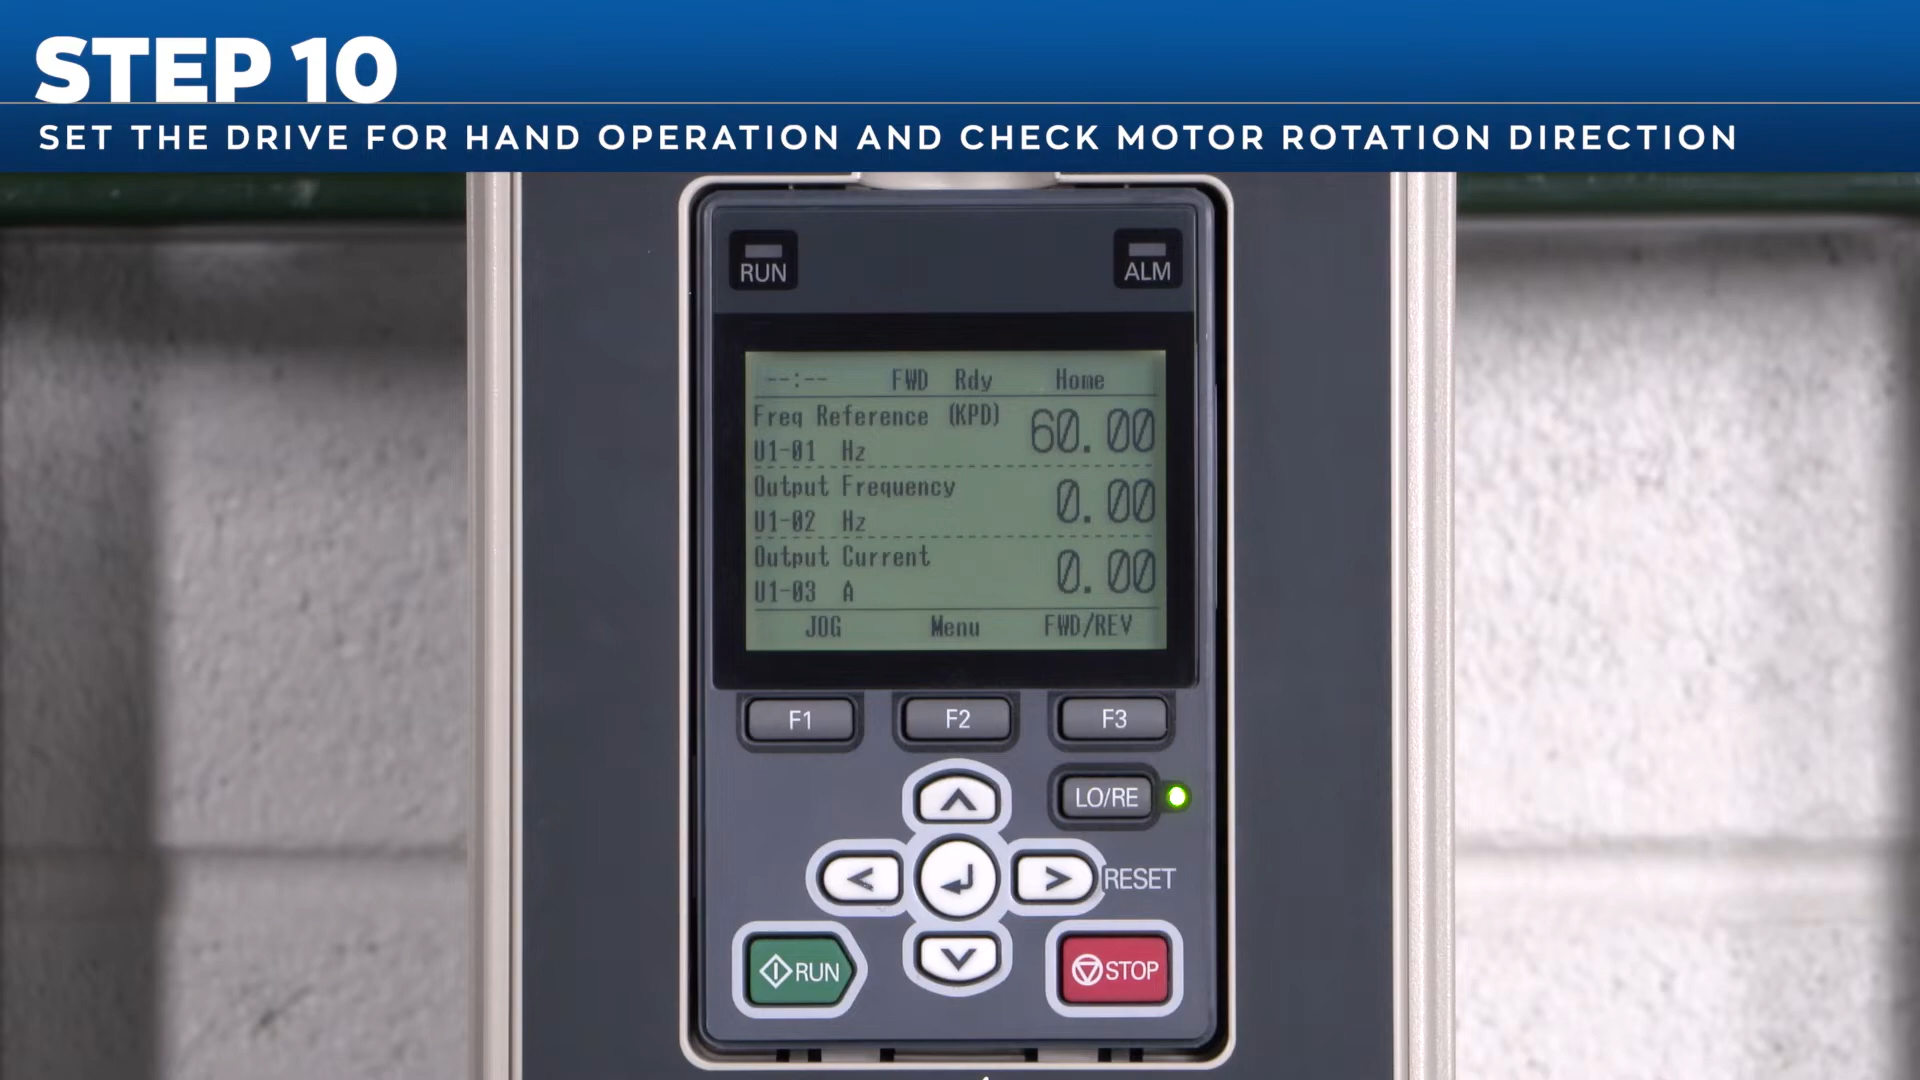 STEP 10
SET THE DRIVE FOR HAND OPERATION AND CHECK MOTOR ROTATION DIRECTION
RUN
ALM
--:-- FWD Rdy Home
Freq Reference (KPD) 60.00
U1-01 Hz
Output Frequency 0.00
U1-02 Hz
Output Current 0.00
U1-03 A
JOG Menu FWD/REV
F1 F2 F3
LO/RE
RESET
RUN
STOP